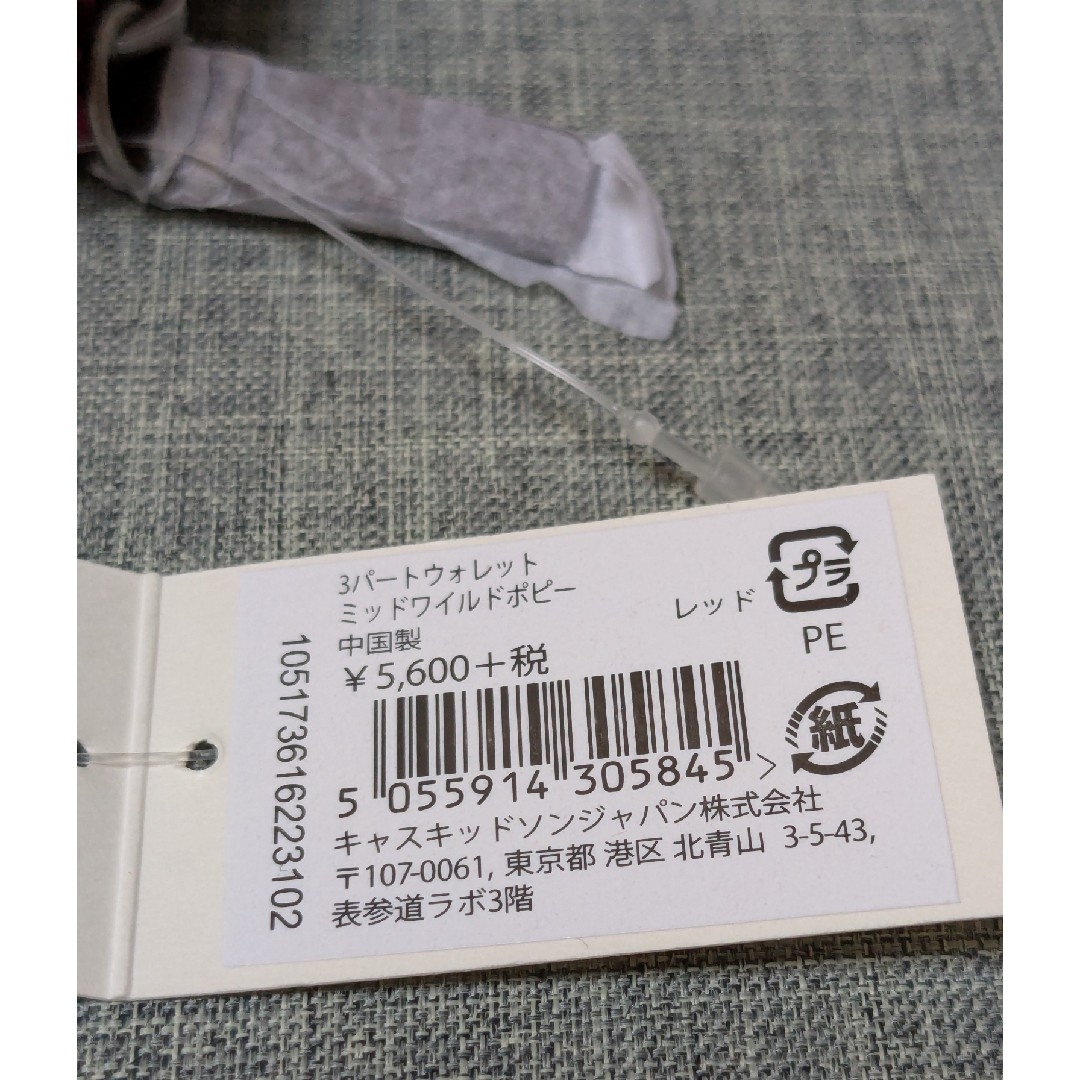 3パートウォレット
ミッドワイルドポピー
レッド
中国製
¥5,600+税
プラ
PE
紙
5 055914 305845 >
キャスキッドソンジャパン株式会社
〒107-0061, 東京都 港区 北青山 3-5-43,
表参道ラボ3階
105173616223102